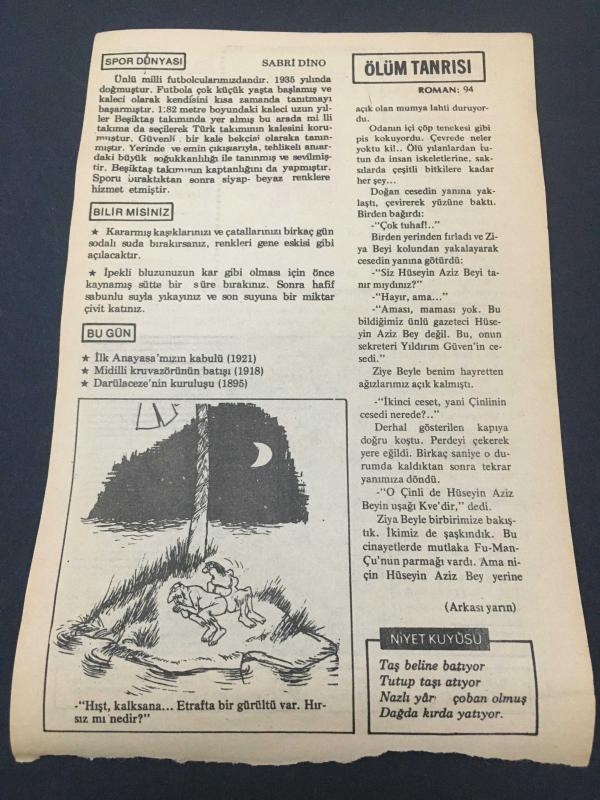 SPOR DÜNYASI
SABRİ DİNO
Ünlü milli futbolcularımızdandır. 1935 yılında
doğmuştur. Futbola çok küçük yaşta başlamış ve
kaleci olarak kendisini kısa zamanda tanıtmayı
başarmıştır. 1:82 metre boyundaki kaleci uzun yıl-
ler Beşiktaş takımında yer almış bu arada mi lli
takıma da seçilerek Türk takımının kalesini koru-
muştur. Güvenli bir kale bekçisi olaraka tanın-
mıştır. Yerinde ve emin çıkışarıyla, tehlikeli anlar-
daki büyük soğukkanlılığı ile tanınmış ve sevilmiş-
tir. Beşiktaş takımının kaptanlığını da yapmıştır.
Sporu bıraktıktan sonra siyap- beyaz renklere
hizmet etmiştir.
BİLİR MİSİNİZ
★ Kararmış kaşıklarınızı ve çatallarınızı birkaç gün
sodalı suda bırakırsanız, renkleri gene eskisi gibi
açılacaktır.
★ İpekli bluzunuzun kar gibi olması için önce
kaynamış sütte bir süre bırakınız. Sonra hafif
sabunlu suyla yıkayınız ve son suyuna bir miktar
çivit katınız.
BU GÜN
★ İlk Anayasa'mızın kabulü (1921)
★ Midilli kruvazörünün batışı (1918)
★ Darülaceze'nin kuruluşu (1895)
-"Hışt, kalksana... Etrafta bir gürültü var. Hır-
sız mı nedir?"
ÖLÜM TANRISI
ROMAN: 94
açık olan mumya lahti duruyor-
du.
Odanın içi çöp tenekesi gibi
pis kokuyordu. Çevrede neler
yoktu ki!.. Ölü yılanlardan tu-
tun da insan iskeletlerine, sak-
sılarda çeşitli bitkilere kadar
her şey...
Doğan cesedin yanına yak-
laştı, çevirerek yüzüne baktı.
Birden bağırdı:
-"Çok tuhaf!.."
Birden yerinden fırladı ve Zi-
ya Beyi kolundan yakalayarak
cesedin yanına götürdü:
-"Siz Hüseyin Aziz Beyi ta-
nır mıydınız?"
-"Hayır, ama..."
-"Aması, maması yok. Bu
bildiğimiz ünlü gazeteci Hüse-
yin Aziz Bey değil. Bu, onun
sekreteri Yıldırım Güven'in ce-
sedi."
Ziye Beyle benim hayretten
ağızlarımız açık kalmıştı.
-"İkinci ceset, yani Çinlinin
cesedi nerede?.."
Derhal gösterilen kapıya
doğru koştu. Perdeyi çekerek
yere eğildi. Birkaç saniye o du-
rumda kaldıktan sonra tekrar
yanımıza döndü.
-"O Çinli de Hüseyin Aziz
Beyin uşağı Kve'dir," dedi.
Ziya Beyle birbirimize bakış-
tık. İkimiz de şaşkındık. Bu
cinayetlerde mutlaka Fu-Man-
Çu'nun parmağı vardı. Ama ni-
çin Hüseyin Aziz Bey yerine
(Arkası yarın)
NİYET KUYUSU
Taş beline batıyor
Tutup taşı atıyor
Nazlı yâr çoban olmuş
Dağda kırda yatıyor.